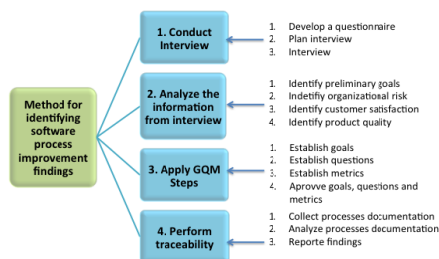 Method for
identifying
software
process
improvement
findings
1. Conduct
Interview
1. Develop a questionnaire
2. Plan interview
3. Interview
2. Analyze the
information
from interview
1. Identify preliminary goals
2. Indetifiy organizational risk
3. Identify customer satisfaction
4. Identify product quality
3. Apply GQM
Steps
1. Establish goals
2. Establish questions
3. Establish metrics
4. Aprovve goals, questions and
metrics
4. Perform
traceability
1. Collect processes documentation
2. Analyze processes documentation
3. Reporte findings